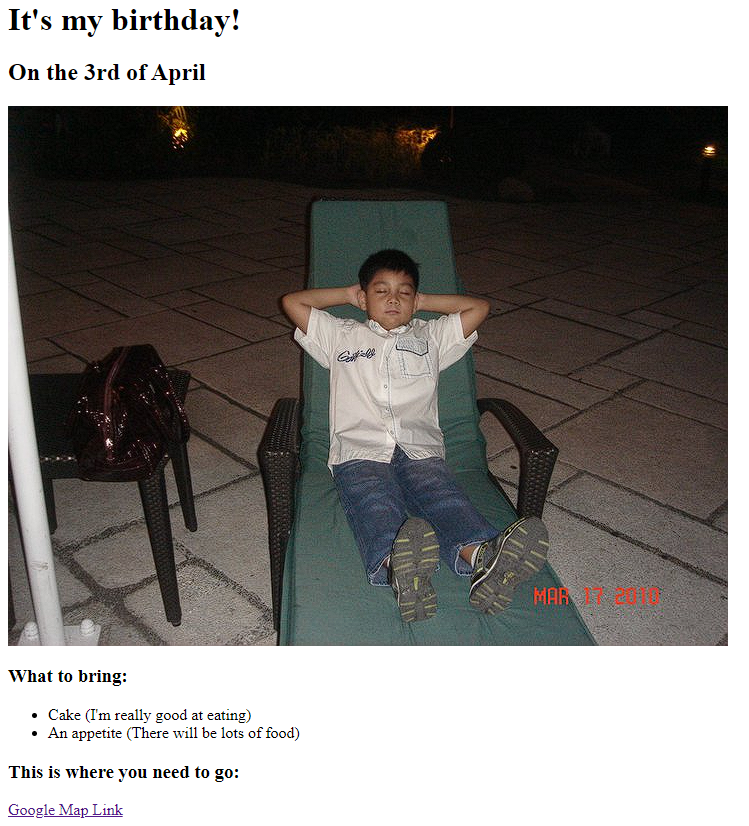 It's my birthday!
On the 3rd of April
MAR 17 2010
What to bring:
Cake (I'm really good at eating)
An appetite (There will be lots of food)
This is where you need to go:
Google Map Link